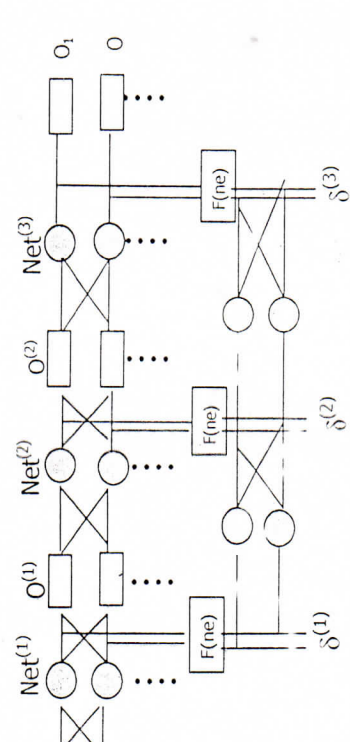 Net(1)
O(1)
Net(2)
O(2)
Net(3)
O1
O
F(ne)
F(ne)
F(ne)
δ(1)
δ(2)
δ(3)